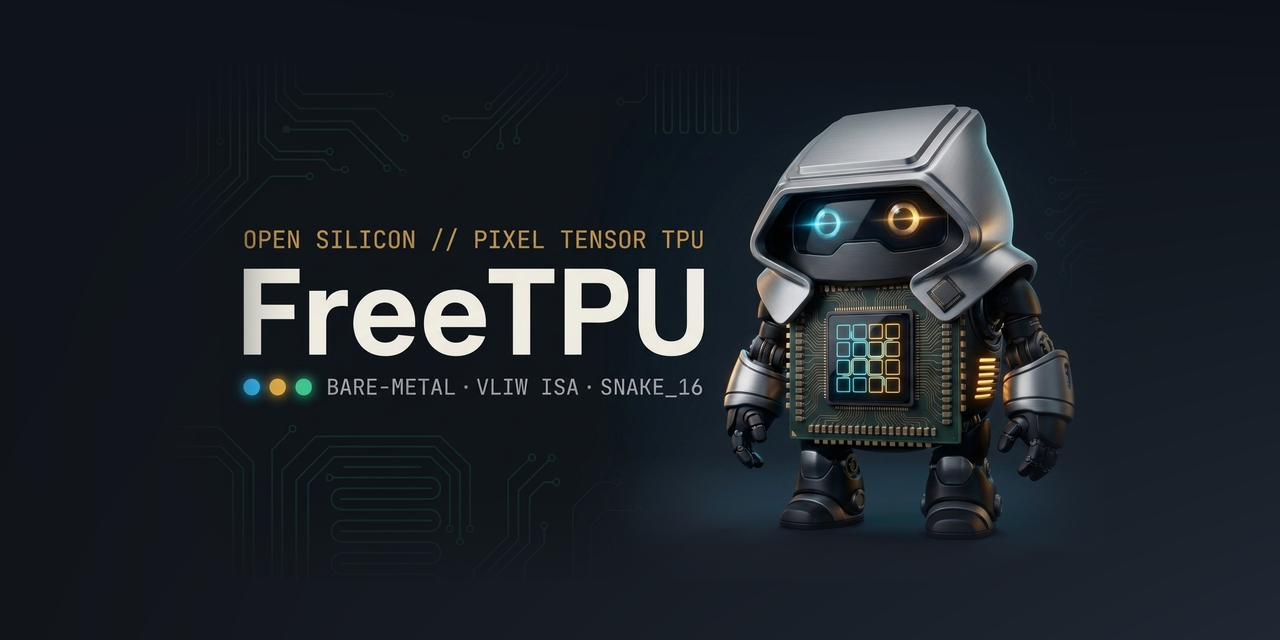 OPEN SILICON // PIXEL TENSOR TPU
FreeTPU
BARE-METAL · VLIW ISA · SNAKE_16